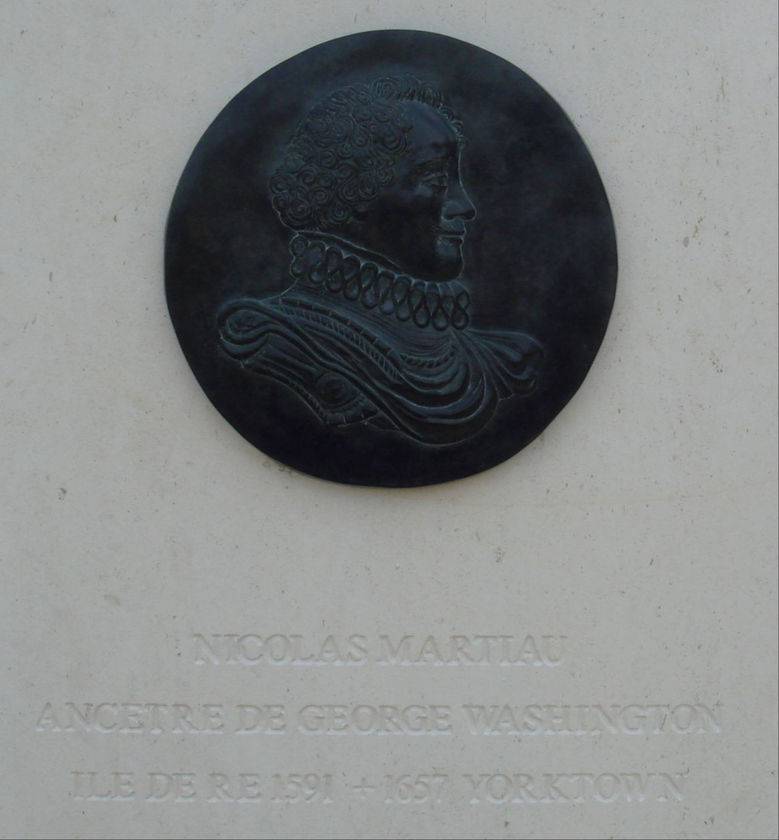 NICOLAS MARTIAU
ANCETRE DE GEORGE WASHINGTON
ILE DE RE 1591 + 1657 YORKTOWN